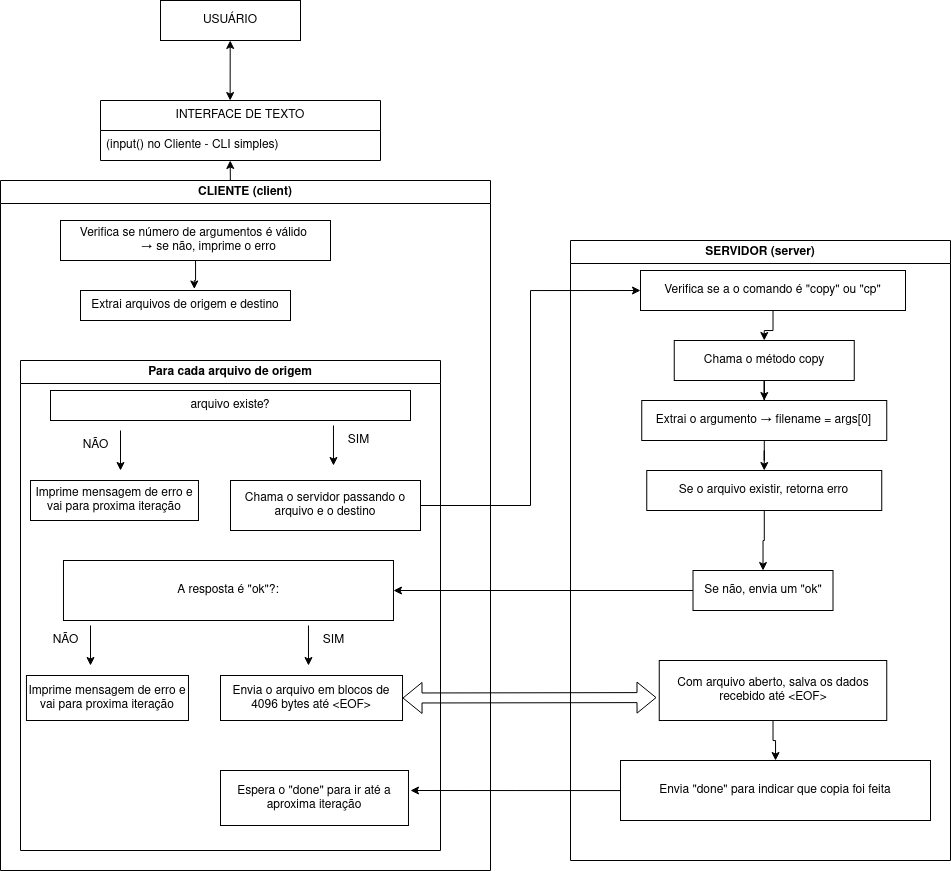 USUÁRIO
INTERFACE DE TEXTO
(input() no Cliente - CLI simples)
CLIENTE (client)
Verifica se número de argumentos é válido
→ se não, imprime o erro
Extrai arquivos de origem e destino
Para cada arquivo de origem
arquivo existe?
NÃO
SIM
Imprime mensagem de erro e
vai para proxima iteração
Chama o servidor passando o
arquivo e o destino
A resposta é "ok"?:
NÃO
SIM
Imprime mensagem de erro e
vai para proxima iteração
Envia o arquivo em blocos de
4096 bytes até <EOF>
Espera o "done" para ir até a
aproxima iteração
SERVIDOR (server)
Verifica se a o comando é "copy" ou "cp"
Chama o método copy
Extrai o argumento → filename = args[0]
Se o arquivo existir, retorna erro
Se não, envia um "ok"
Com arquivo aberto, salva os dados
recebido até <EOF>
Envia "done" para indicar que copia foi feita